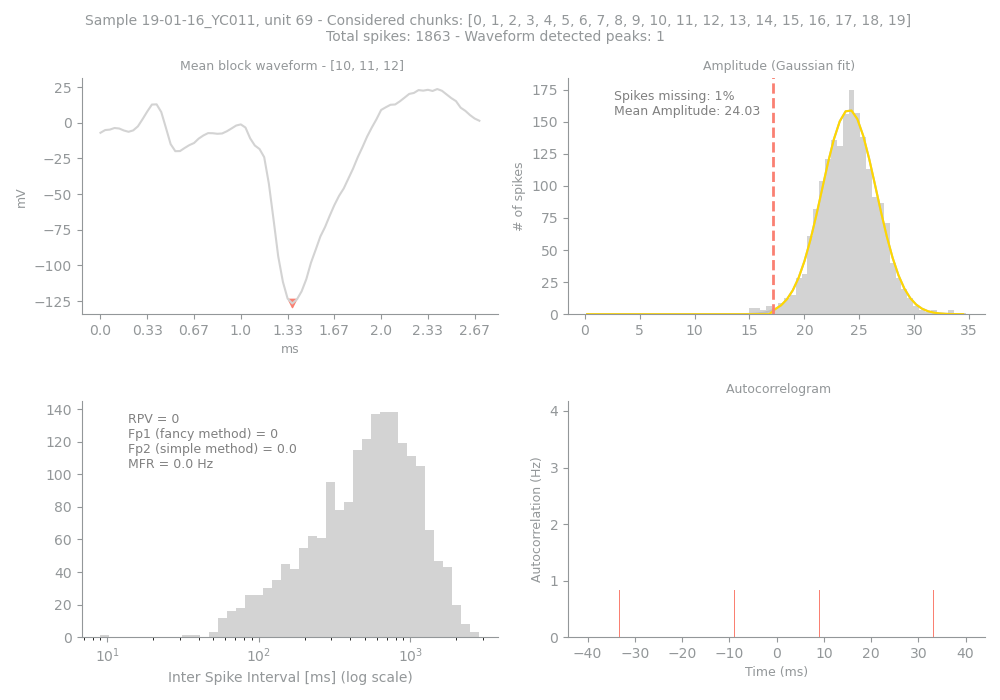 Sample 19-01-16_YC011, unit 69 - Considered chunks: [0, 1, 2, 3, 4, 5, 6, 7, 8, 9, 10, 11, 12, 13, 14, 15, 16, 17, 18, 19]
Total spikes: 1863 - Waveform detected peaks: 1
Mean block waveform - [10, 11, 12]
25
0
−25
−50
−75
−100
−125
mV
0.0 0.33 0.67 1.0 1.33 1.67 2.0 2.33 2.67
ms
Amplitude (Gaussian fit)
Spikes missing: 1%
Mean Amplitude: 24.03
175
150
125
100
75
50
25
0
# of spikes
0 5 10 15 20 25 30 35
RPV = 0
Fp1 (fancy method) = 0
Fp2 (simple method) = 0.0
MFR = 0.0 Hz
140
120
100
80
60
40
20
0
10¹ 10² 10³
Inter Spike Interval [ms] (log scale)
Autocorrelogram
4
3
2
1
0
Autocorrelation (Hz)
−40 −30 −20 −10 0 10 20 30 40
Time (ms)